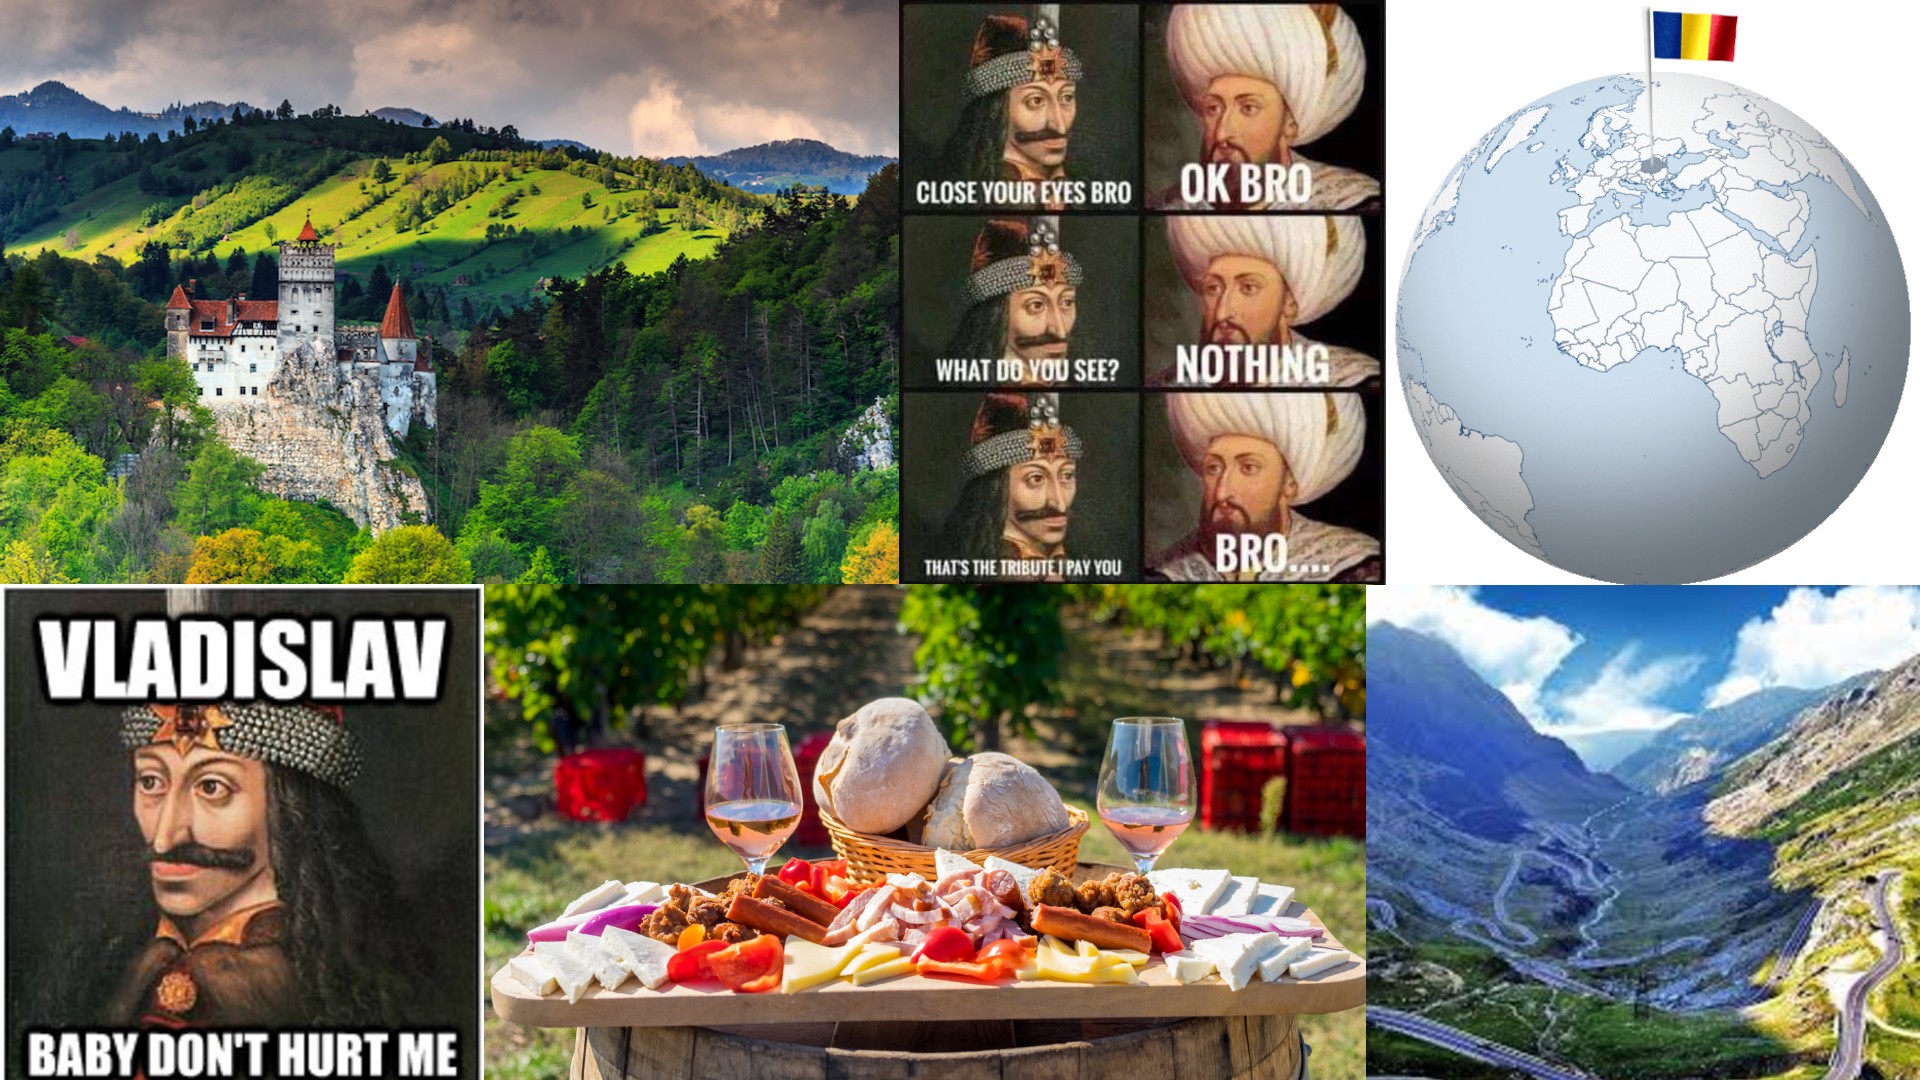 CLOSE YOUR EYES BRO
OK BRO
WHAT DO YOU SEE?
NOTHING
THAT'S THE TRIBUTE I PAY YOU
BRO....
VLADISLAV
BABY DON'T HURT ME